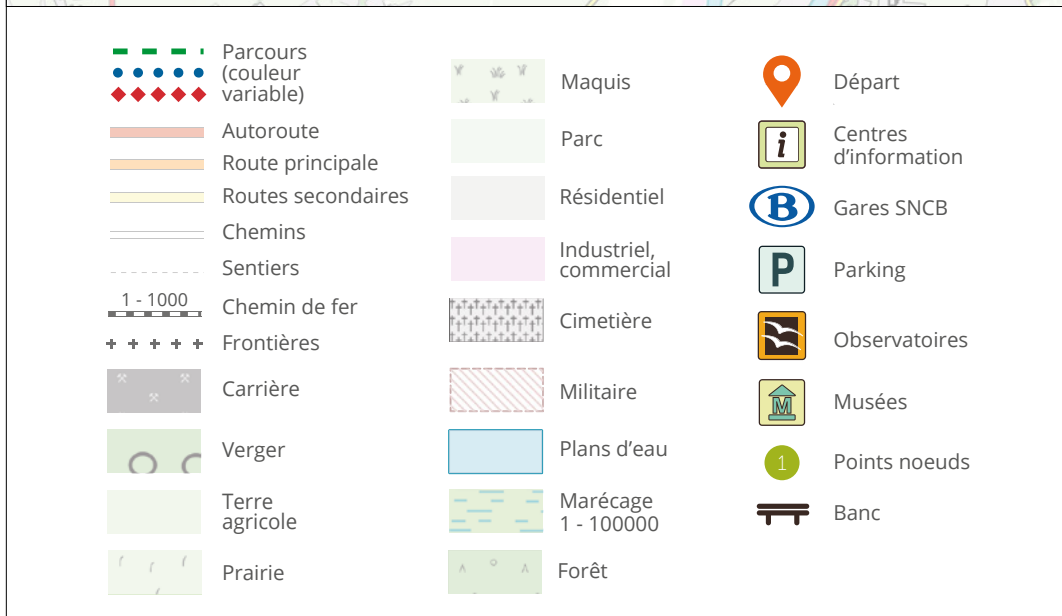 Parcours
(couleur
variable)
Autoroute
Route principale
Routes secondaires
Chemins
Sentiers
1 - 1000
Chemin de fer
Frontières
Carrière
Verger
Terre
agricole
Prairie
Maquis
Parc
Résidentiel
Industriel,
commercial
Cimetière
Militaire
Plans d’eau
Marécage
1 - 100000
Forêt
Départ
i
Centres
d’information
B
Gares SNCB
P
Parking
Observatoires
M
Musées
1
Points noeuds
Banc